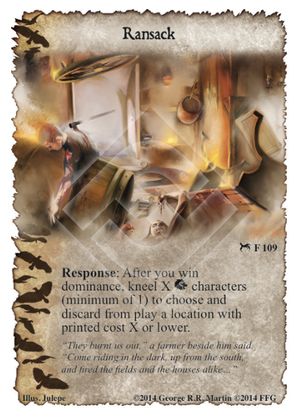 Ransack
F 109
Response: After you win
dominance, kneel X characters
(minimum of 1) to choose and
discard from play a location with
printed cost X or lower.
"They burnt us out," a farmer beside him said.
"Come riding in the dark, up from the south,
and fired the fields and the houses alike..."
Illus. Julepe ©2014 George R.R. Martin ©2014 FFG